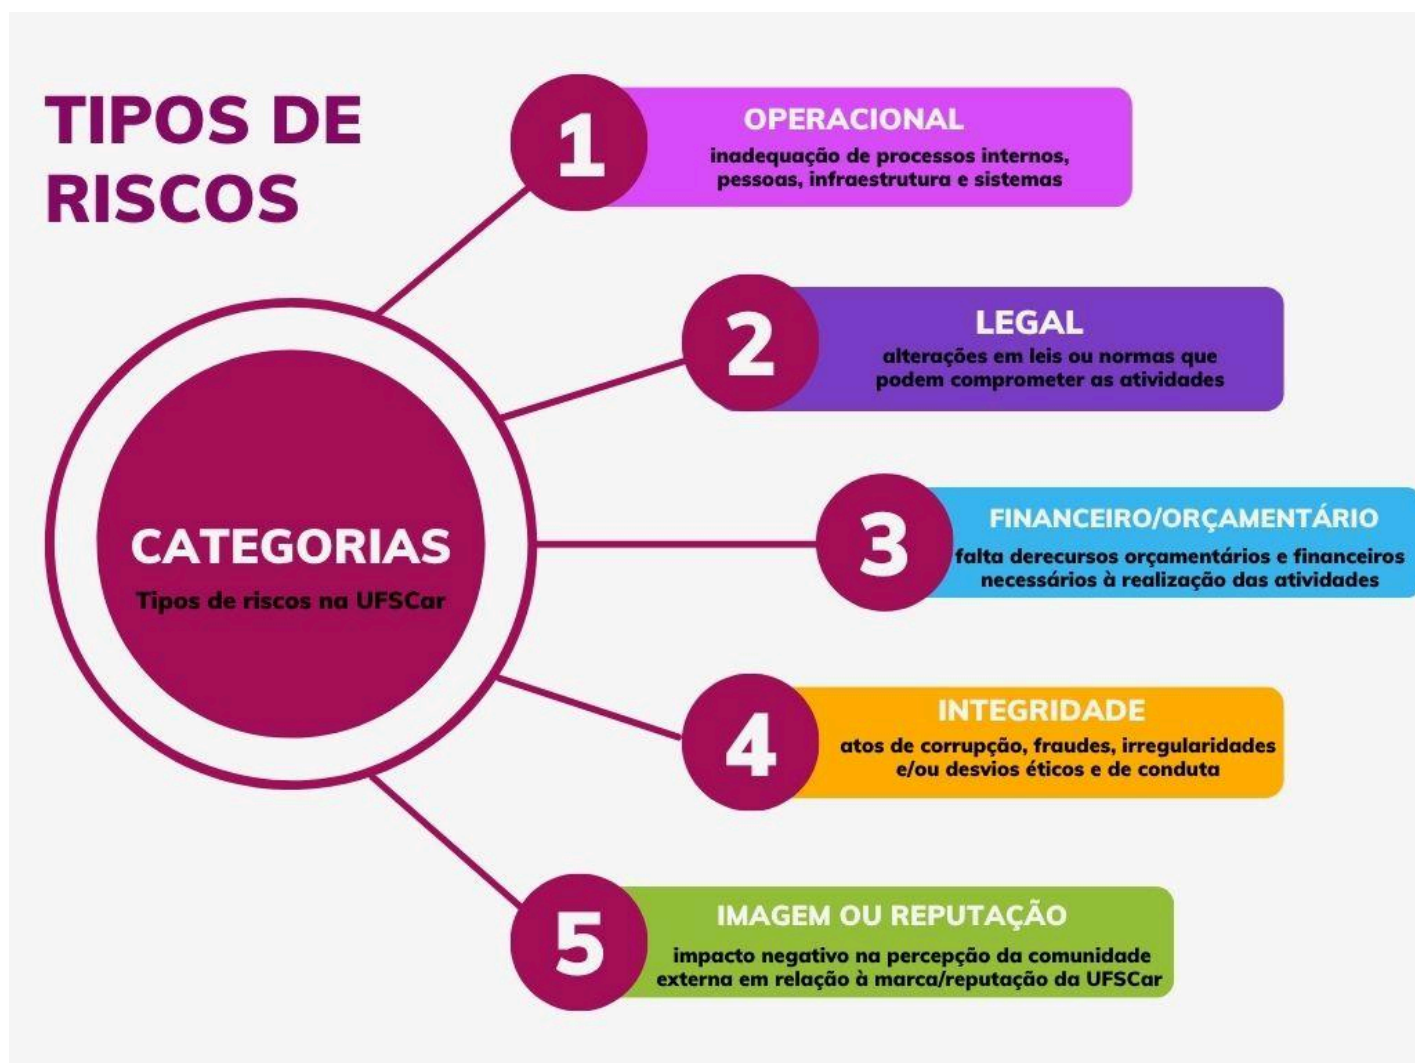 TIPOS DE
RISCOS
CATEGORIAS
Tipos de riscos na UFSCar
1
OPERACIONAL
inadequação de processos internos,
pessoas, infraestrutura e sistemas
2
LEGAL
alterações em leis ou normas que
podem comprometer as atividades
3
FINANCEIRO/ORÇAMENTÁRIO
falta derecursos orçamentários e financeiros
necessários à realização das atividades
4
INTEGRIDADE
atos de corrupção, fraudes, irregularidades
e/ou desvios éticos e de conduta
5
IMAGEM OU REPUTAÇÃO
impacto negativo na percepção da comunidade
externa em relação à marca/reputação da UFSCar